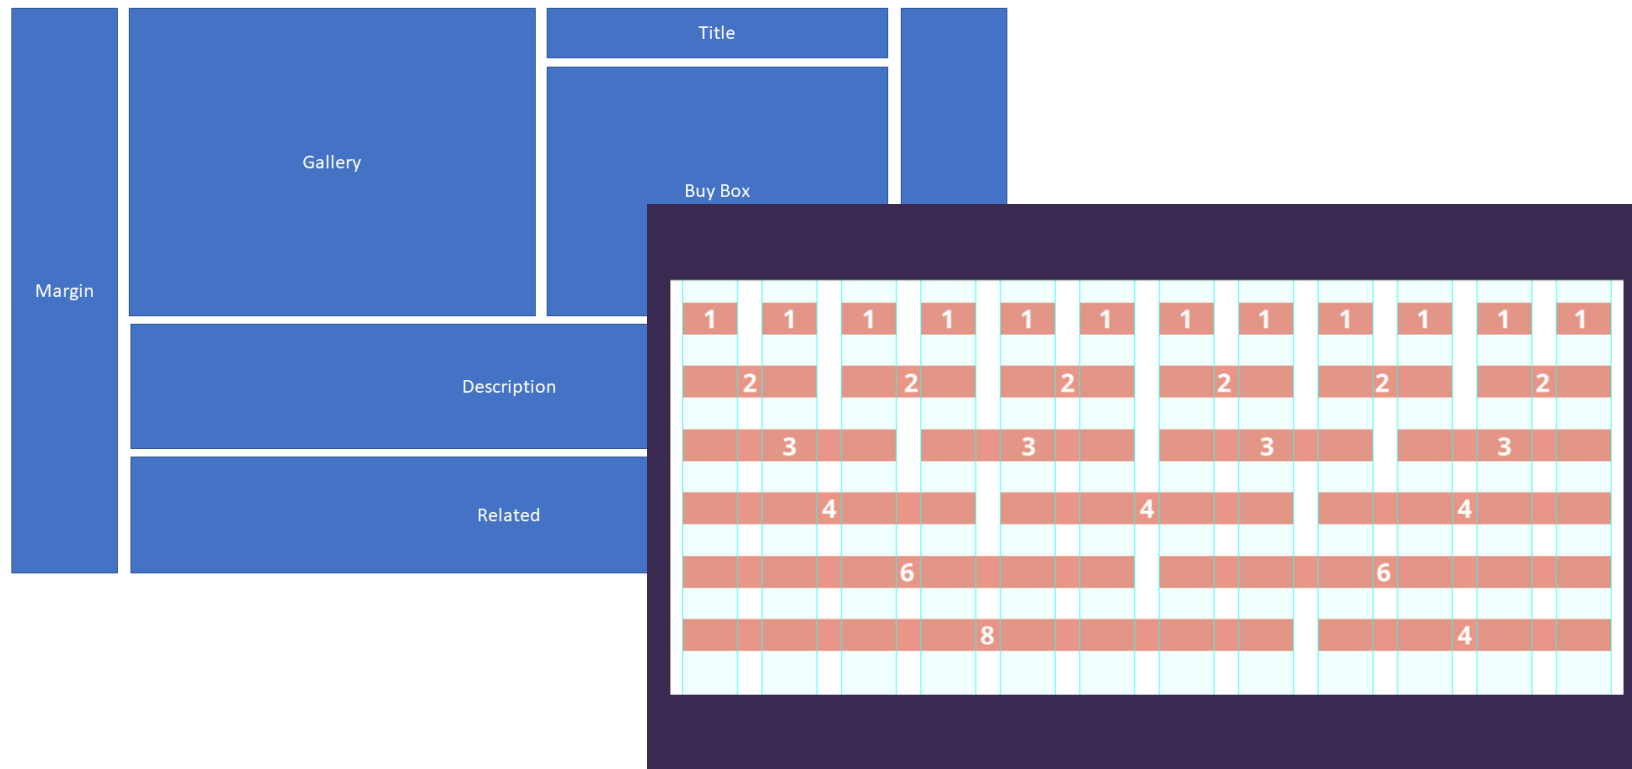 Title
Gallery
Buy Box
Margin
Description
Related
1 1 1 1 1 1 1 1 1 1 1 1
2 2 2 2 2 2
3 3 3 3
4 4 4
6 6
8 4